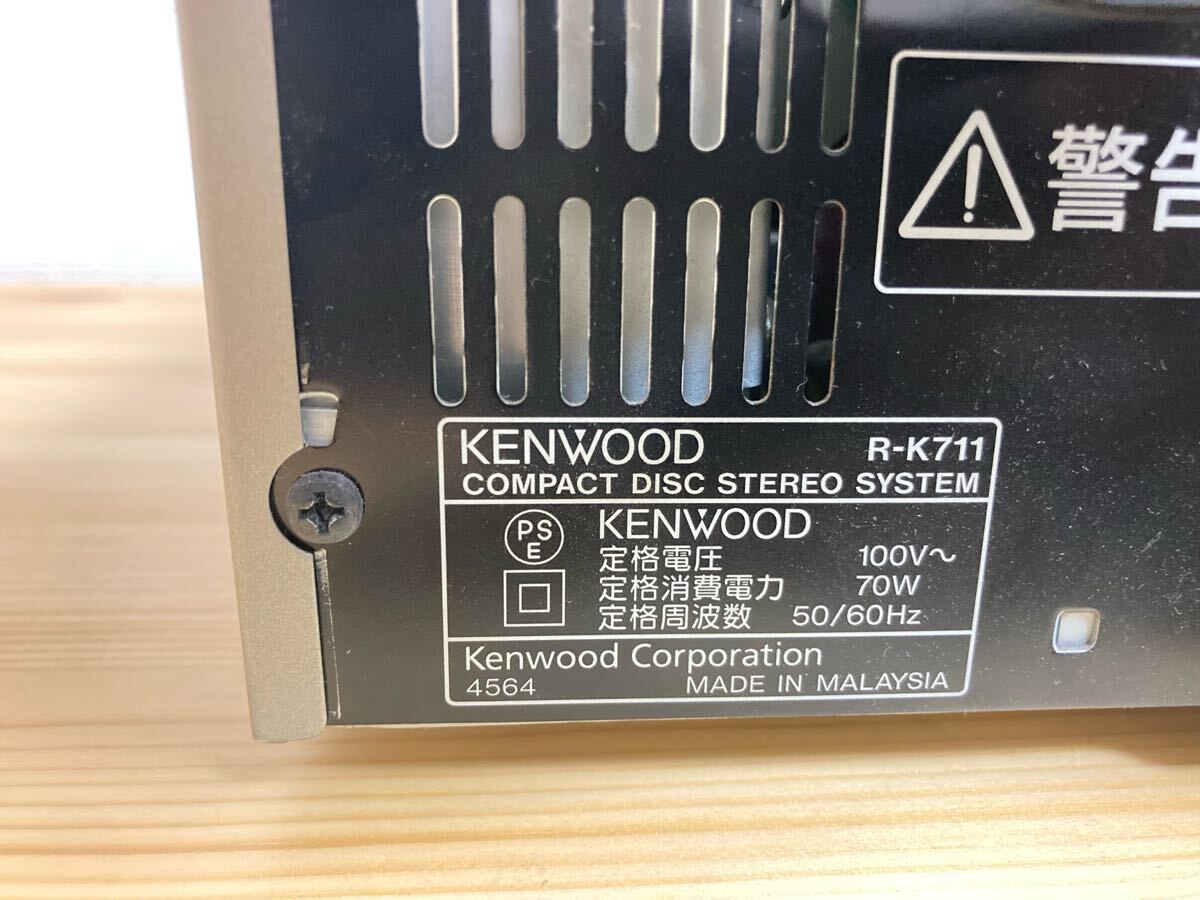 警告
KENWOOD R-K711
COMPACT DISC STEREO SYSTEM
PS
E
KENWOOD
定格電圧 100V～
定格消費電力 70W
定格周波数 50/60Hz
Kenwood Corporation
4564 MADE IN MALAYSIA